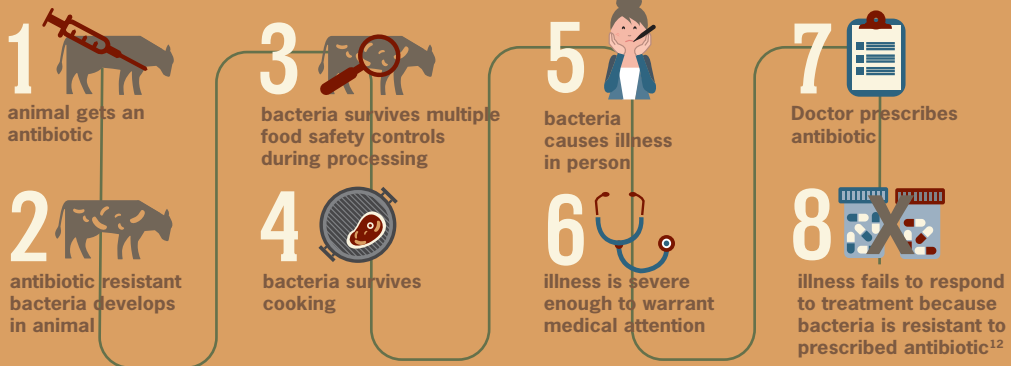 1
animal gets an
antibiotic
2
antibiotic resistant
bacteria develops
in animal
3
bacteria survives multiple
food safety controls
during processing
4
bacteria survives
cooking
5
bacteria
causes illness
in person
6
illness is severe
enough to warrant
medical attention
7
Doctor prescribes
antibiotic
8
X
illness fails to respond
to treatment because
bacteria is resistant to
prescribed antibiotic¹²